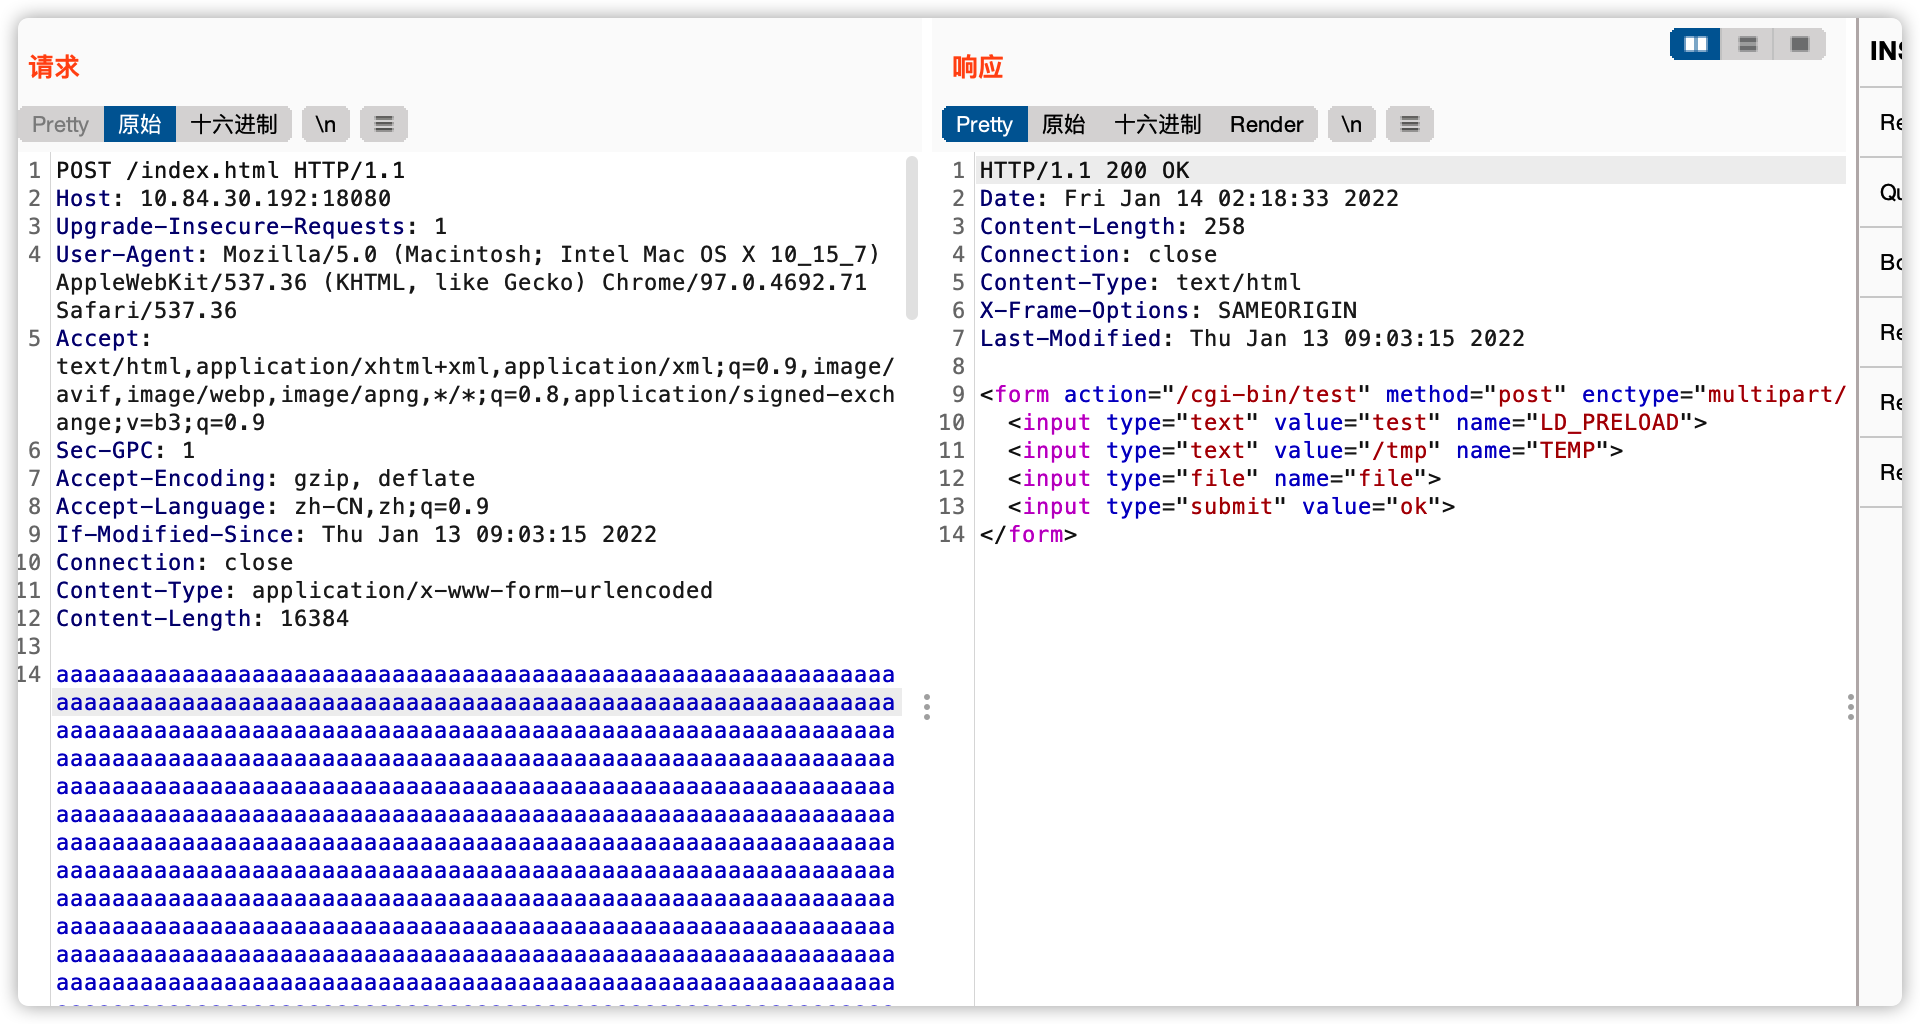 请求
Pretty 原始 十六进制 \n
1 POST /index.html HTTP/1.1
2 Host: 10.84.30.192:18080
3 Upgrade-Insecure-Requests: 1
4 User-Agent: Mozilla/5.0 (Macintosh; Intel Mac OS X 10_15_7)
AppleWebKit/537.36 (KHTML, like Gecko) Chrome/97.0.4692.71
Safari/537.36
5 Accept:
text/html,application/xhtml+xml,application/xml;q=0.9,image/
avif,image/webp,image/apng,*/*;q=0.8,application/signed-exch
ange;v=b3;q=0.9
6 Sec-GPC: 1
7 Accept-Encoding: gzip, deflate
8 Accept-Language: zh-CN,zh;q=0.9
9 If-Modified-Since: Thu Jan 13 09:03:15 2022
10 Connection: close
11 Content-Type: application/x-www-form-urlencoded
12 Content-Length: 16384
13
14 aaaaaaaaaaaaaaaaaaaaaaaaaaaaaaaaaaaaaaaaaaaaaaaaaaaaaaaaaaaa
aaaaaaaaaaaaaaaaaaaaaaaaaaaaaaaaaaaaaaaaaaaaaaaaaaaaaaaaaaaa
aaaaaaaaaaaaaaaaaaaaaaaaaaaaaaaaaaaaaaaaaaaaaaaaaaaaaaaaaaaa
aaaaaaaaaaaaaaaaaaaaaaaaaaaaaaaaaaaaaaaaaaaaaaaaaaaaaaaaaaaa
aaaaaaaaaaaaaaaaaaaaaaaaaaaaaaaaaaaaaaaaaaaaaaaaaaaaaaaaaaaa
aaaaaaaaaaaaaaaaaaaaaaaaaaaaaaaaaaaaaaaaaaaaaaaaaaaaaaaaaaaa
aaaaaaaaaaaaaaaaaaaaaaaaaaaaaaaaaaaaaaaaaaaaaaaaaaaaaaaaaaaa
aaaaaaaaaaaaaaaaaaaaaaaaaaaaaaaaaaaaaaaaaaaaaaaaaaaaaaaaaaaa
aaaaaaaaaaaaaaaaaaaaaaaaaaaaaaaaaaaaaaaaaaaaaaaaaaaaaaaaaaaa
aaaaaaaaaaaaaaaaaaaaaaaaaaaaaaaaaaaaaaaaaaaaaaaaaaaaaaaaaaaa
aaaaaaaaaaaaaaaaaaaaaaaaaaaaaaaaaaaaaaaaaaaaaaaaaaaaaaaaaaaa
aaaaaaaaaaaaaaaaaaaaaaaaaaaaaaaaaaaaaaaaaaaaaaaaaaaaaaaaaaaa
响应
Pretty 原始 十六进制 Render \n
1 HTTP/1.1 200 OK
2 Date: Fri Jan 14 02:18:33 2022
3 Content-Length: 258
4 Connection: close
5 Content-Type: text/html
6 X-Frame-Options: SAMEORIGIN
7 Last-Modified: Thu Jan 13 09:03:15 2022
8
9 <form action="/cgi-bin/test" method="post" enctype="multipart/
10 <input type="text" value="test" name="LD_PRELOAD">
11 <input type="text" value="/tmp" name="TEMP">
12 <input type="file" name="file">
13 <input type="submit" value="ok">
14 </form>